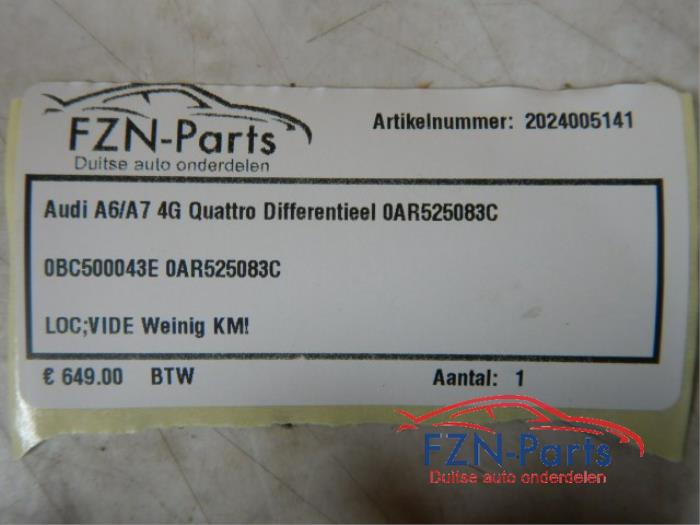 FZN-Parts
Duitse auto onderdelen
Artikelnummer: 2024005141
Audi A6/A7 4G Quattro Differentieel 0AR525083C
0BC500043E 0AR525083C
LOC;VIDE Weinig KM!
€ 649.00 BTW
Aantal: 1
FZN-Parts
Duitse auto onderdelen